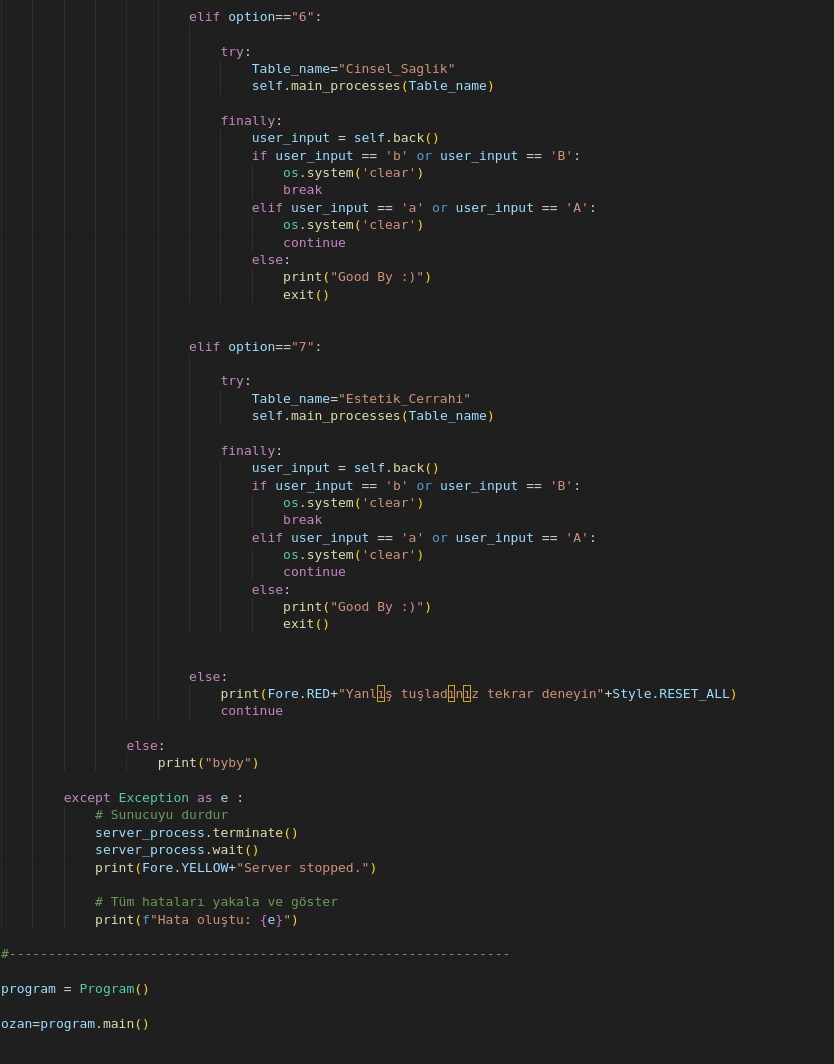 elif option=="6":
try:
Table_name="Cinsel_Saglik"
self.main_processes(Table_name)
finally:
user_input = self.back()
if user_input == 'b' or user_input == 'B':
os.system('clear')
break
elif user_input == 'a' or user_input == 'A':
os.system('clear')
continue
else:
print("Good By :)")
exit()
elif option=="7":
try:
Table_name="Estetik_Cerrahi"
self.main_processes(Table_name)
finally:
user_input = self.back()
if user_input == 'b' or user_input == 'B':
os.system('clear')
break
elif user_input == 'a' or user_input == 'A':
os.system('clear')
continue
else:
print("Good By :)")
exit()
else:
print(Fore.RED+"Yanlış tuşladınız tekrar deneyin"+Style.RESET_ALL)
continue
else:
print("byby")
except Exception as e :
# Sunucuyu durdur
server_process.terminate()
server_process.wait()
print(Fore.YELLOW+"Server stopped.")
# Tüm hataları yakala ve göster
print(f"Hata oluştu: {e}")
#----------------------------------------------------------------
program = Program()
ozan=program.main()